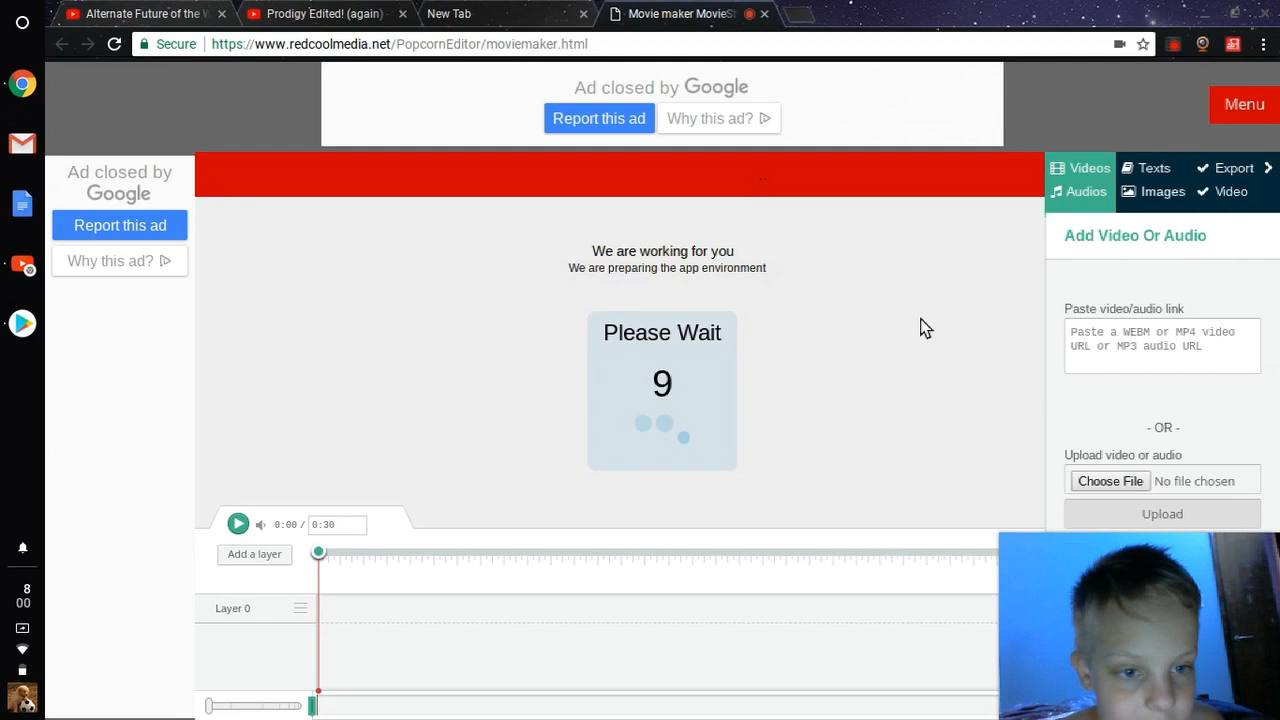 Alternate Future of the W
Prodigy Edited! (again) -
New Tab
Movie maker MovieSt
Secure
https://www.redcoolmedia.net/PopcornEditor/moviemaker.html
Ad closed by Google
Report this ad
Why this ad?
Menu
Ad closed by
Google
Report this ad
Why this ad?
Videos
Audios
Texts
Images
Export
Video
Add Video Or Audio
We are working for you
We are preparing the app environment
Please Wait
9
Paste video/audio link
Paste a WEBM or MP4 video
URL or MP3 audio URL
- OR -
Upload video or audio
Choose File No file chosen
Upload
0:00 / 0:30
Add a layer
Layer 0
8
00